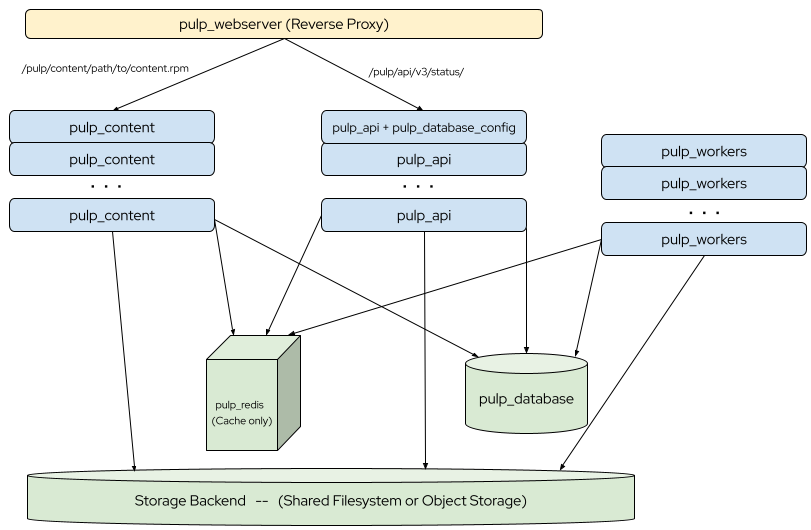 pulp_webserver (Reverse Proxy)
/pulp/content/path/to/content.rpm
/pulp/api/v3/status/
pulp_content
pulp_content
. . .
pulp_content
pulp_api + pulp_database_config
pulp_api
. . .
pulp_api
pulp_workers
pulp_workers
. . .
pulp_workers
pulp_redis
(Cache only)
pulp_database
Storage Backend -- (Shared Filesystem or Object Storage)